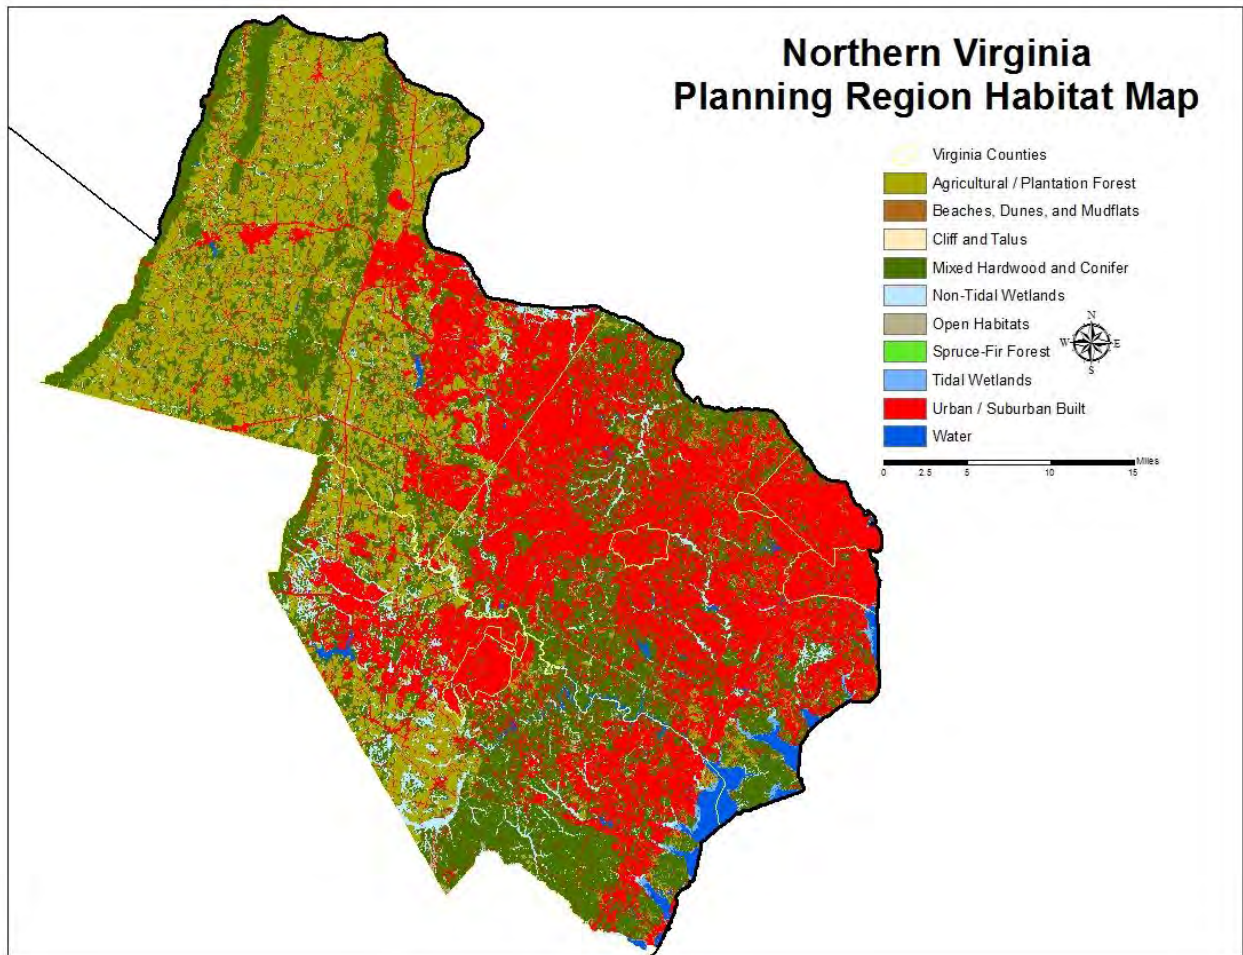 Northern Virginia
Planning Region Habitat Map
Virginia Counties
Agricultural / Plantation Forest
Beaches, Dunes, and Mudflats
Cliff and Talus
Mixed Hardwood and Conifer
Non-Tidal Wetlands
Open Habitats
Spruce-Fir Forest
Tidal Wetlands
Urban / Suburban Built
Water
N
W E
S
Miles
0 2.5 5 10 15